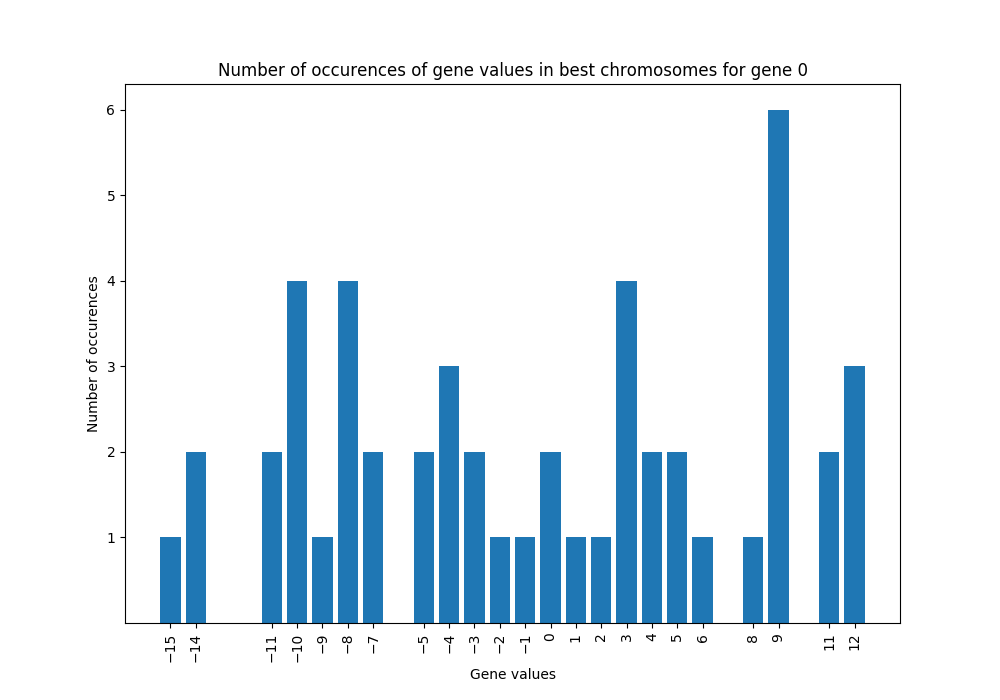 Number of occurences of gene values in best chromosomes for gene 0
Number of occurences
6
5
4
3
2
1
−15 −14 −11 −10 −9 −8 −7 −5 −4 −3 −2 −1 0 1 2 3 4 5 6 8 9 11 12
Gene values